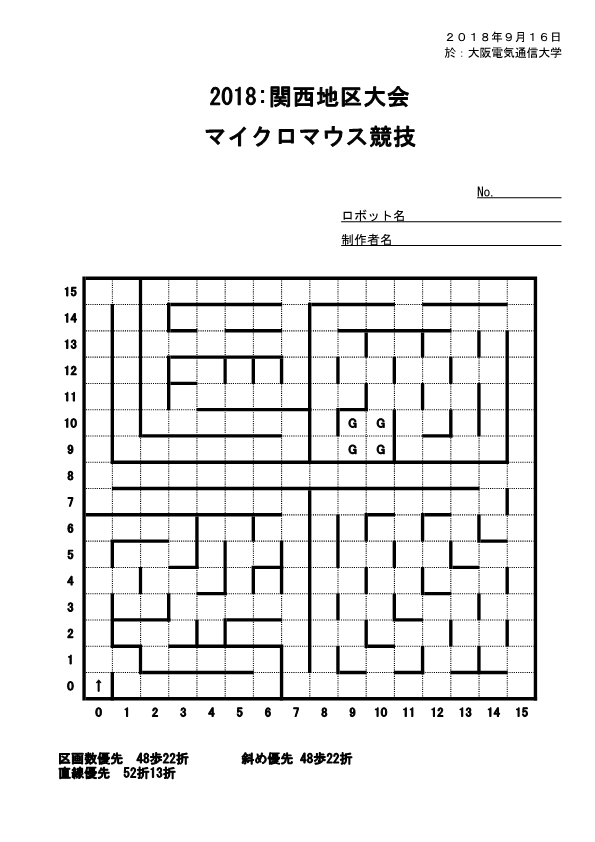 ２０１８年９月１６日
於：大阪電気通信大学
2018：関西地区大会
マイクロマウス競技
No.
ロボット名
制作者名
15
14
13
12
11
10 G G
9 G G
8
7
6
5
4
3
2
1
0 ↑
0 1 2 3 4 5 6 7 8 9 10 11 12 13 14 15
区画数優先 48歩22折 斜め優先 48歩22折
直線優先 52折13折